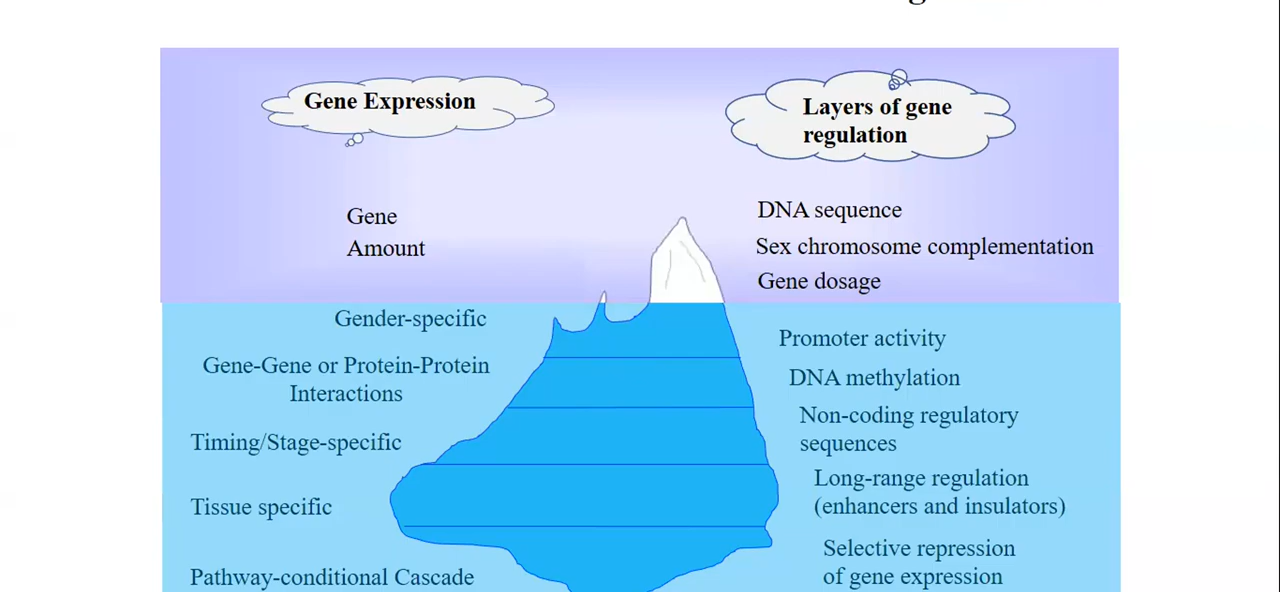 Gene Expression
Layers of gene
regulation
Gene
Amount
DNA sequence
Sex chromosome complementation
Gene dosage
Gender-specific
Gene-Gene or Protein-Protein
Interactions
Timing/Stage-specific
Tissue specific
Pathway-conditional Cascade
Promoter activity
DNA methylation
Non-coding regulatory
sequences
Long-range regulation
(enhancers and insulators)
Selective repression
of gene expression